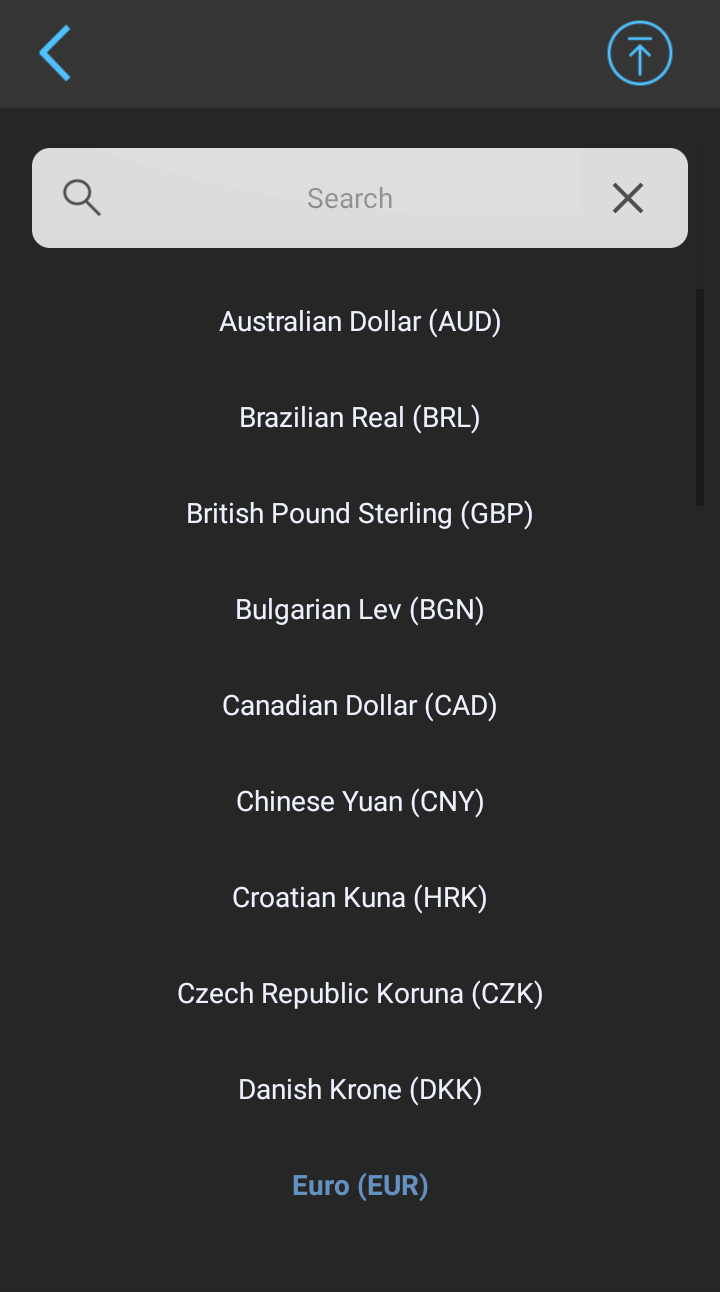 Search
Australian Dollar (AUD)
Brazilian Real (BRL)
British Pound Sterling (GBP)
Bulgarian Lev (BGN)
Canadian Dollar (CAD)
Chinese Yuan (CNY)
Croatian Kuna (HRK)
Czech Republic Koruna (CZK)
Danish Krone (DKK)
Euro (EUR)